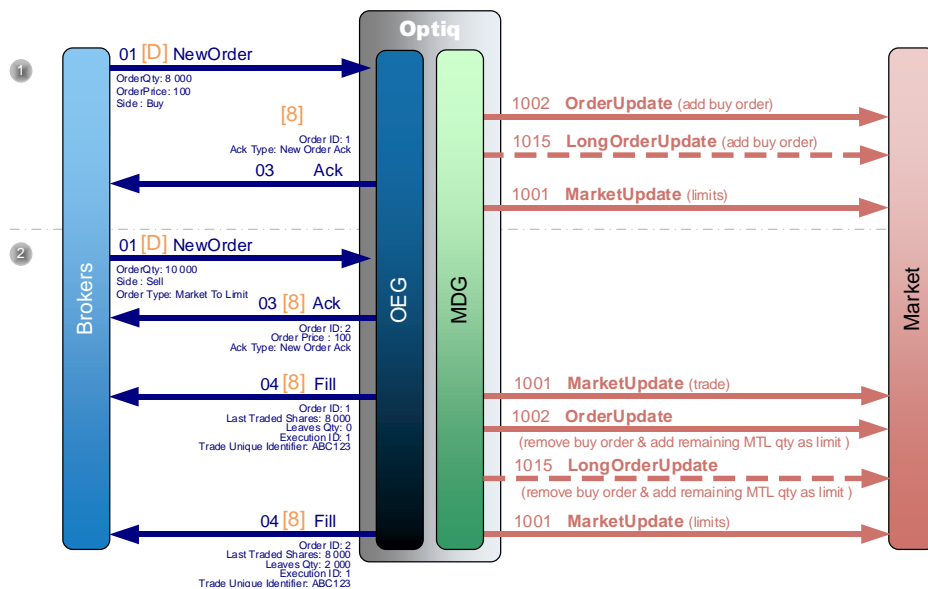 Optiq
1
01 [D] NewOrder
OrderQty: 8 000
OrderPrice: 100
Side : Buy
[8]
Order ID: 1
Ack Type: New Order Ack
03 Ack
1002 OrderUpdate (add buy order)
1015 LongOrderUpdate (add buy order)
1001 MarketUpdate (limits)
2
01 [D] NewOrder
OrderQty: 10 000
Side : Sell
Order Type: Market To Limit
03 [8] Ack
Order ID: 2
Order Price : 100
Ack Type: New Order Ack
Brokers
OEG
MDG
Market
04 [8] Fill
Order ID: 1
Last Traded Shares: 8 000
Leaves Qty: 0
Execution ID: 1
Trade Unique Identifier: ABC123
1001 MarketUpdate (trade)
1002 OrderUpdate
(remove buy order & add remaining MTL qty as limit )
1015 LongOrderUpdate
(remove buy order & add remaining MTL qty as limit )
04 [8] Fill
Order ID: 2
Last Traded Shares: 8 000
Leaves Qty: 2 000
Execution ID: 1
Trade Unique Identifier: ABC123
1001 MarketUpdate (limits)